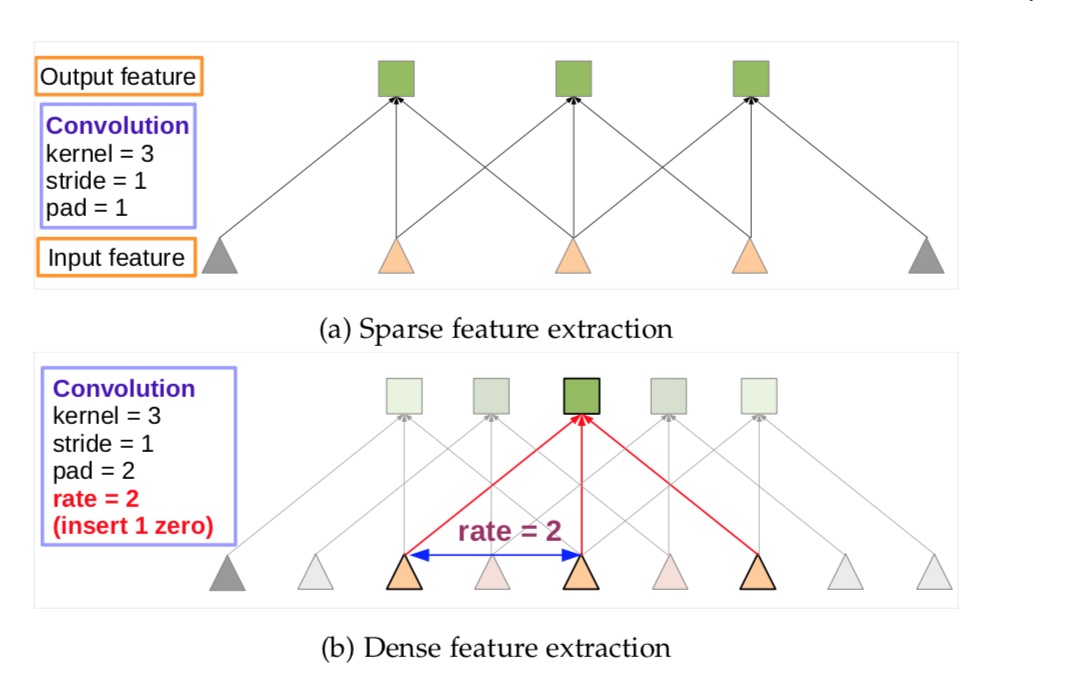 Output feature
Convolution
kernel = 3
stride = 1
pad = 1
Input feature
(a) Sparse feature extraction
Convolution
kernel = 3
stride = 1
pad = 2
rate = 2
(insert 1 zero)
rate = 2
(b) Dense feature extraction